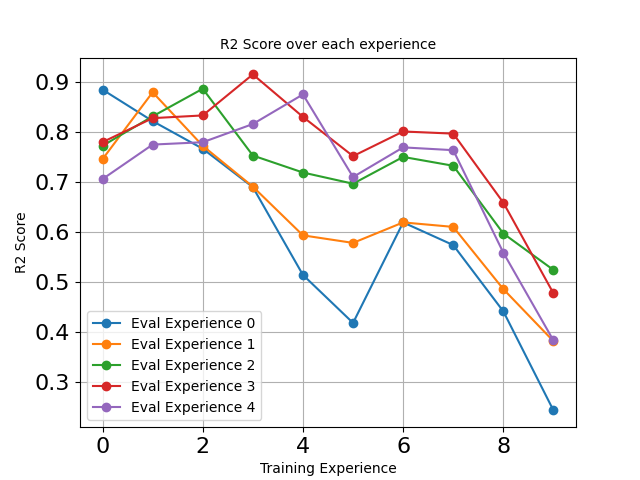 R2 Score over each experience
R2 Score
0.9
0.8
0.7
0.6
0.5
0.4
0.3
Eval Experience 0
Eval Experience 1
Eval Experience 2
Eval Experience 3
Eval Experience 4
0 2 4 6 8
Training Experience